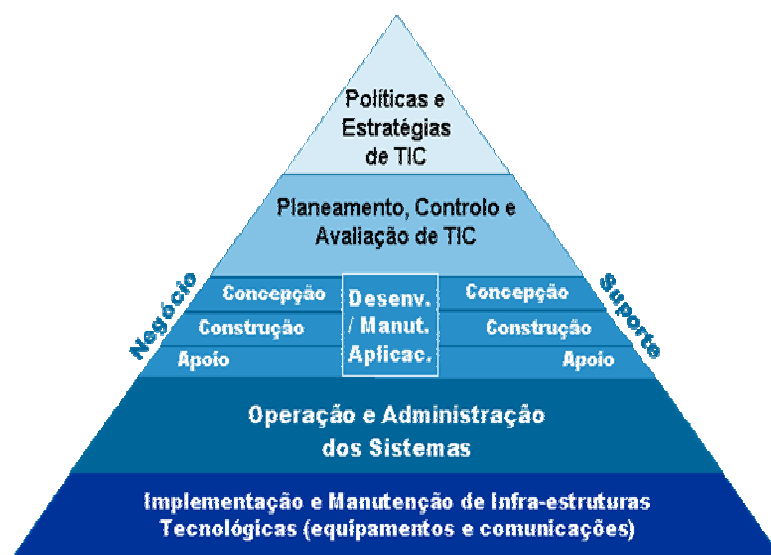 Políticas e
Estratégias
de TIC
Planeamento, Controlo e
Avaliação de TIC
Negócio
Suporte
Concepção
Construção
Apoio
Desenv.
/ Manut.
Aplicac.
Concepção
Construção
Apoio
Operação e Administração
dos Sistemas
Implementação e Manutenção de Infra-estruturas
Tecnológicas (equipamentos e comunicações)